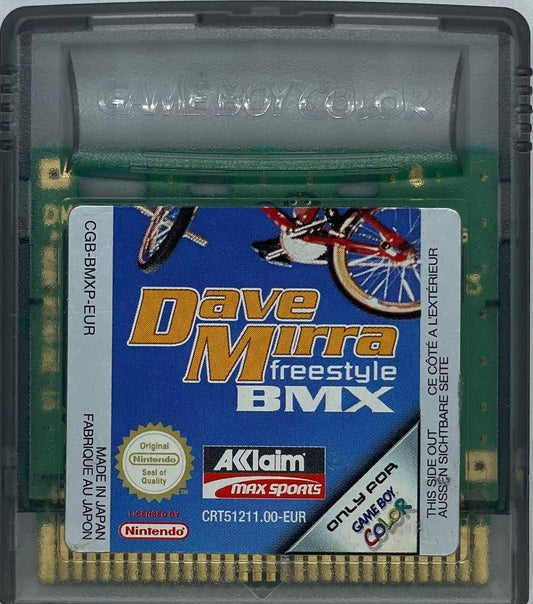 GAME BOY COLOR
CGB-BMXP-EUR
MADE IN JAPAN
FABRIQUE AU JAPON
Dave
Mirra
freestyle
BMX
Original
Nintendo
Seal of
Quality
LICENSED BY
Nintendo
AKlaim
MAX SPORTS
CRT51211.00-EUR
ONLY FOR
GAME BOY
COLOR
THIS SIDE OUT CE CÔTÉ A L'EXTÉRIEUR
AUSSEN SICHTBARE SEITE